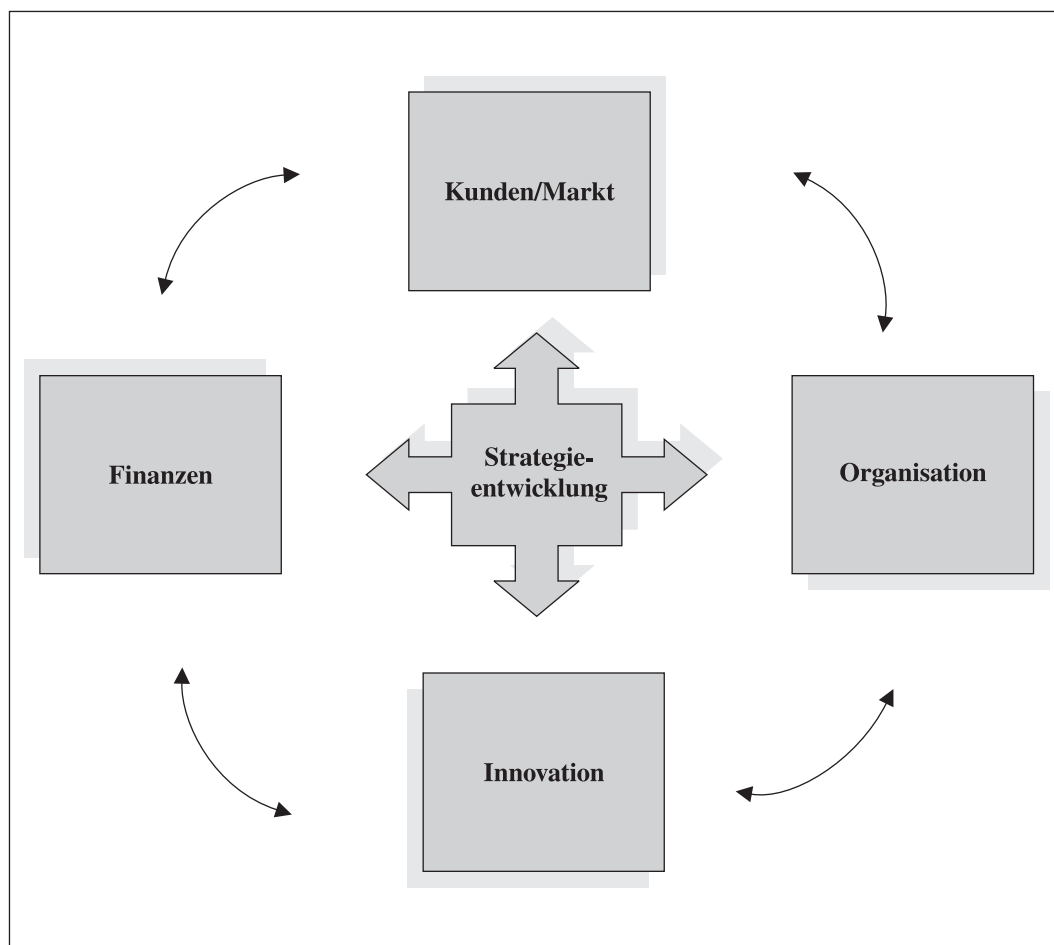 Kunden/Markt
Finanzen
Strategie-
entwicklung
Organisation
Innovation